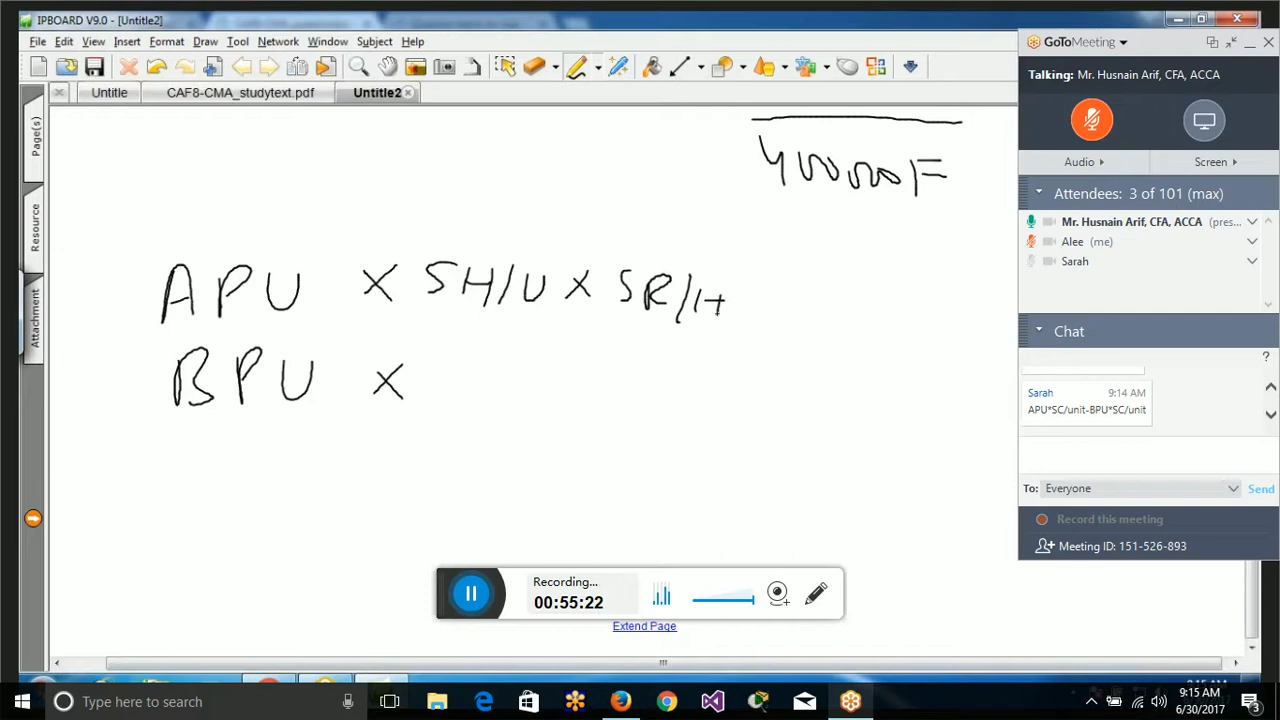 IPBOARD V9.0 - [Untitle2]
File Edit View Insert Format Draw Tool Network Window Subject Help
Untitle CAF8-CMA_studytext.pdf Untitle2
Page(s)
Resource
Attachment
400000F
APU × SH/U × SR/H
BPU ×
GoToMeeting
Talking: Mr. Husnain Arif, CFA, ACCA
Audio Screen
Attendees: 3 of 101 (max)
Mr. Husnain Arif, CFA, ACCA (pres...
Alee (me)
Sarah
Chat
?
Sarah 9:14 AM
APU*SC/unit-BPU*SC/unit
To: Everyone Send
Record this meeting
Meeting ID: 151-526-893
Recording...
00:55:22
Extend Page
Type here to search
9:15 AM
6/30/2017
3